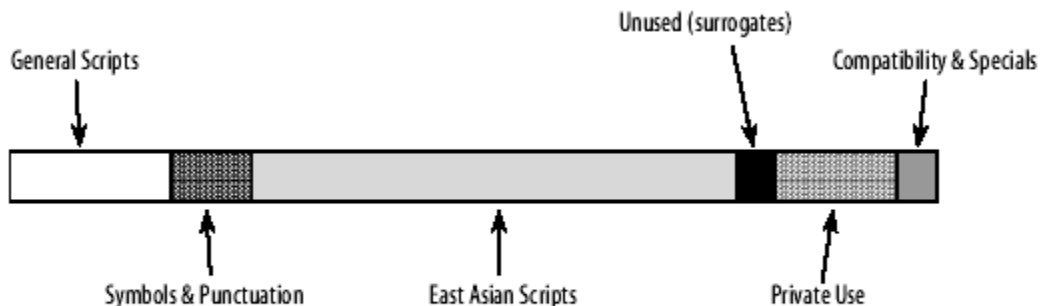 Unused (surrogates)
General Scripts
Compatibility & Specials
Symbols & Punctuation
East Asian Scripts
Private Use